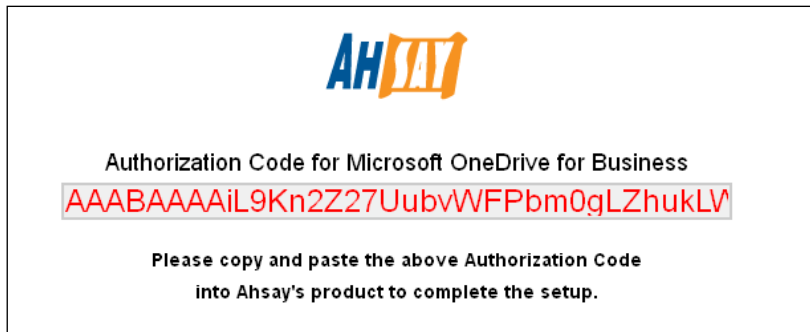 AHSAY
Authorization Code for Microsoft OneDrive for Business
AAABAAAAiL9Kn2Z27UubvWFPbm0gLZhukLW
Please copy and paste the above Authorization Code
into Ahsay's product to complete the setup.